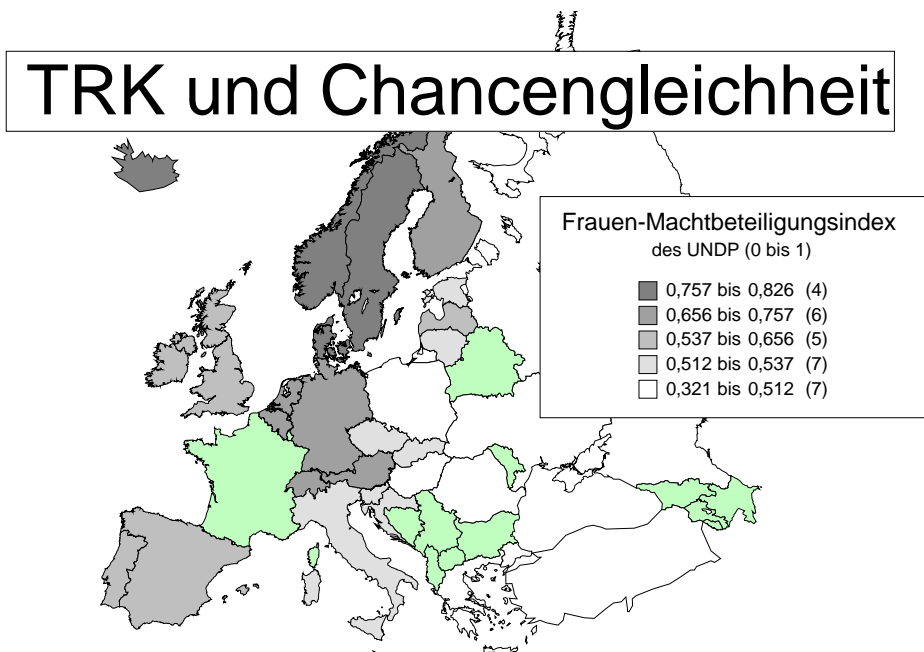 TRK und Chancengleichheit
Frauen-Machtbeteiligungsindex
des UNDP (0 bis 1)
0,757 bis 0,826 (4)
0,656 bis 0,757 (6)
0,537 bis 0,656 (5)
0,512 bis 0,537 (7)
0,321 bis 0,512 (7)